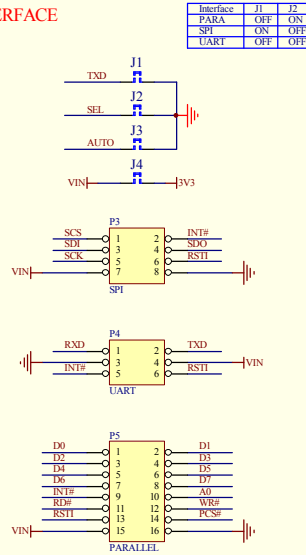 ERFACE
Interface J1 J2
PARA OFF ON
SPI ON OFF
UART OFF OFF
J1
TXD
J2
SEL
J3
AUTO
J4
VIN 3V3
P3
SCS 1 2 INT#
SDI 3 4 SDO
SCK 5 6 RSTI
VIN 7 8
SPI
P4
RXD 1 2 TXD
3 4 VIN
INT# 5 6 RSTI
UART
P5
D0 1 2 D1
D2 3 4 D3
D4 5 6 D5
D6 7 8 D7
INT# 9 10 A0
RD# 11 12 WR#
RSTI 13 14 PCS#
VIN 15 16
PARALLEL